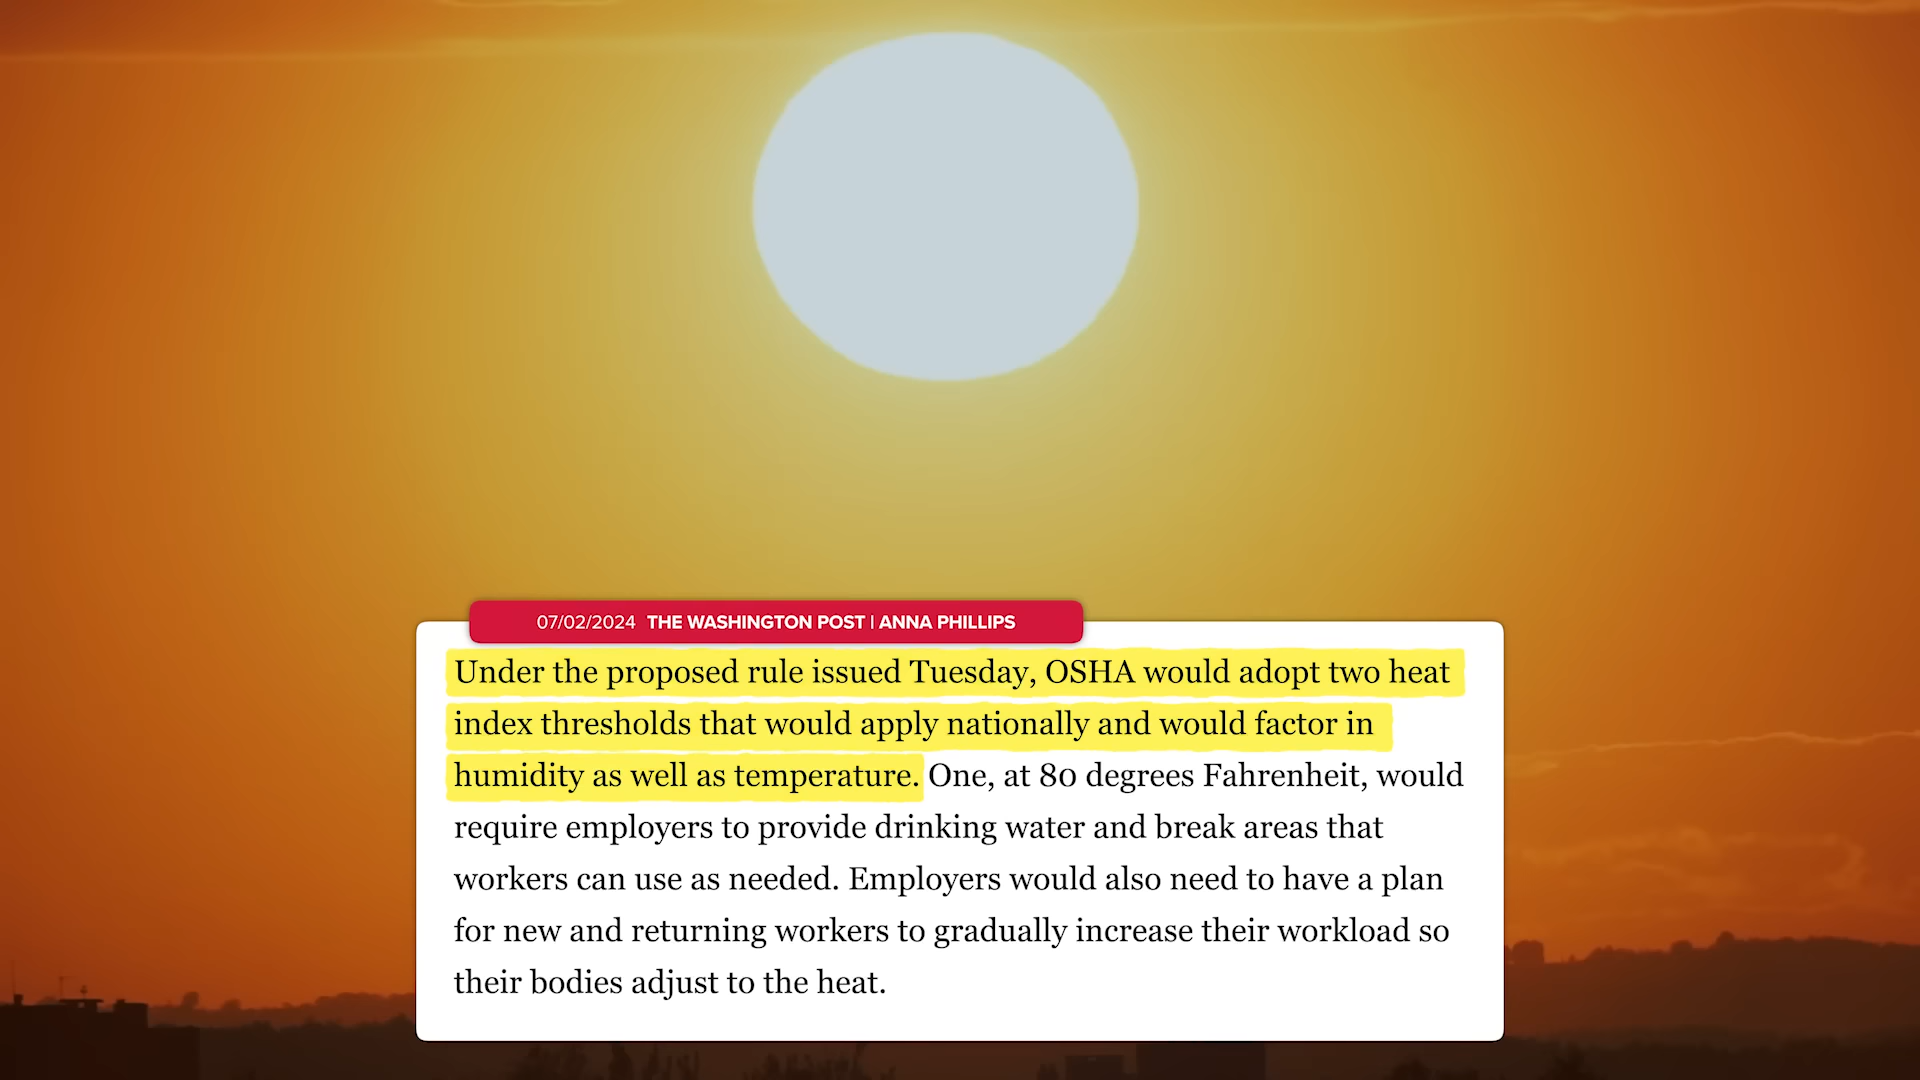 07/02/2024 THE WASHINGTON POST | ANNA PHILLIPS
Under the proposed rule issued Tuesday, OSHA would adopt two heat
index thresholds that would apply nationally and would factor in
humidity as well as temperature. One, at 80 degrees Fahrenheit, would
require employers to provide drinking water and break areas that
workers can use as needed. Employers would also need to have a plan
for new and returning workers to gradually increase their workload so
their bodies adjust to the heat.